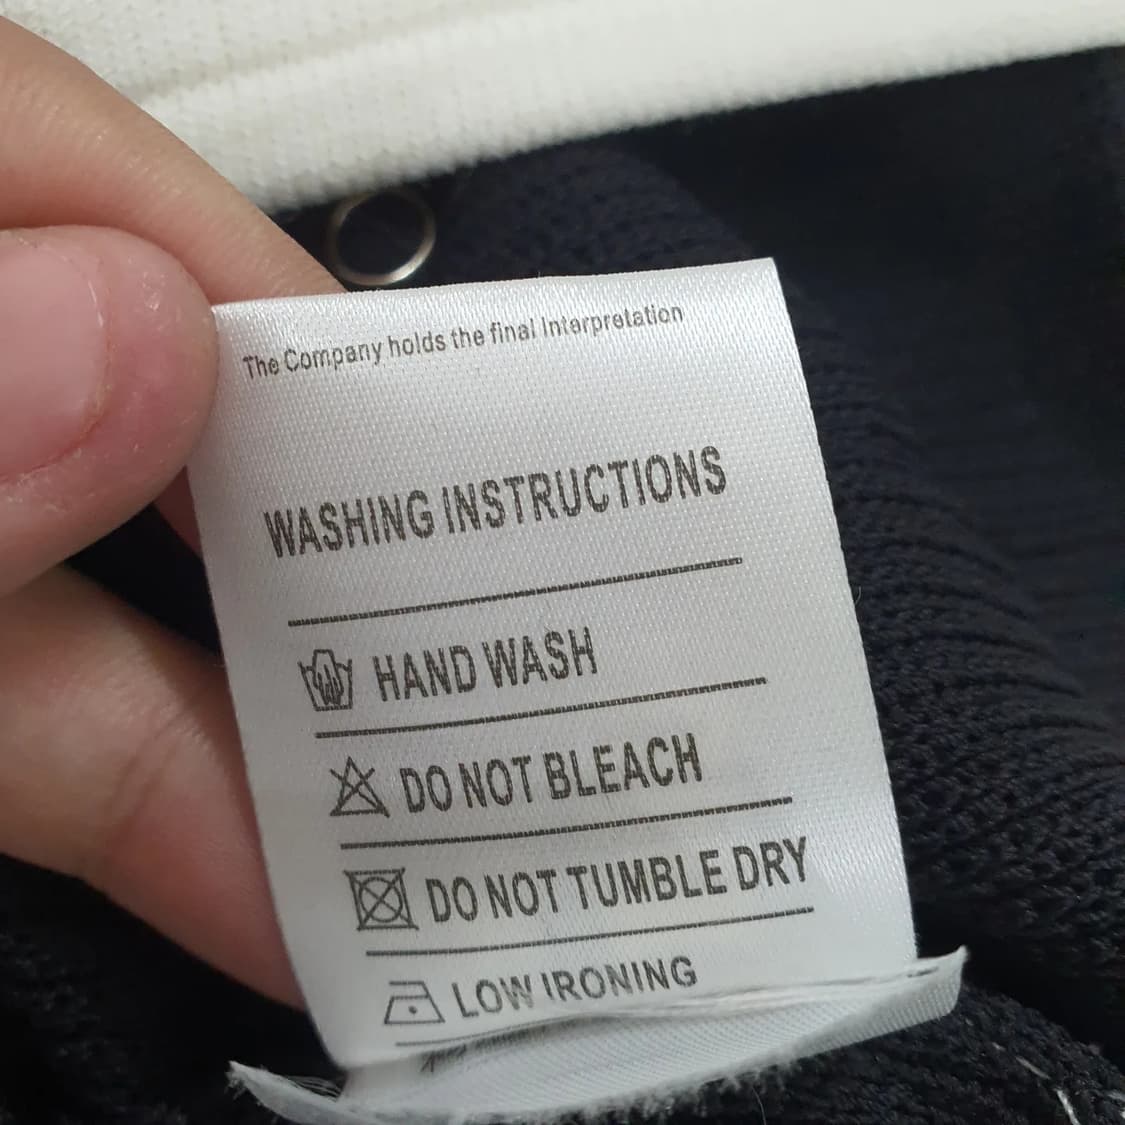 The Company holds the final Interpretation
WASHING INSTRUCTIONS
HAND WASH
DO NOT BLEACH
DO NOT TUMBLE DRY
LOW IRONING